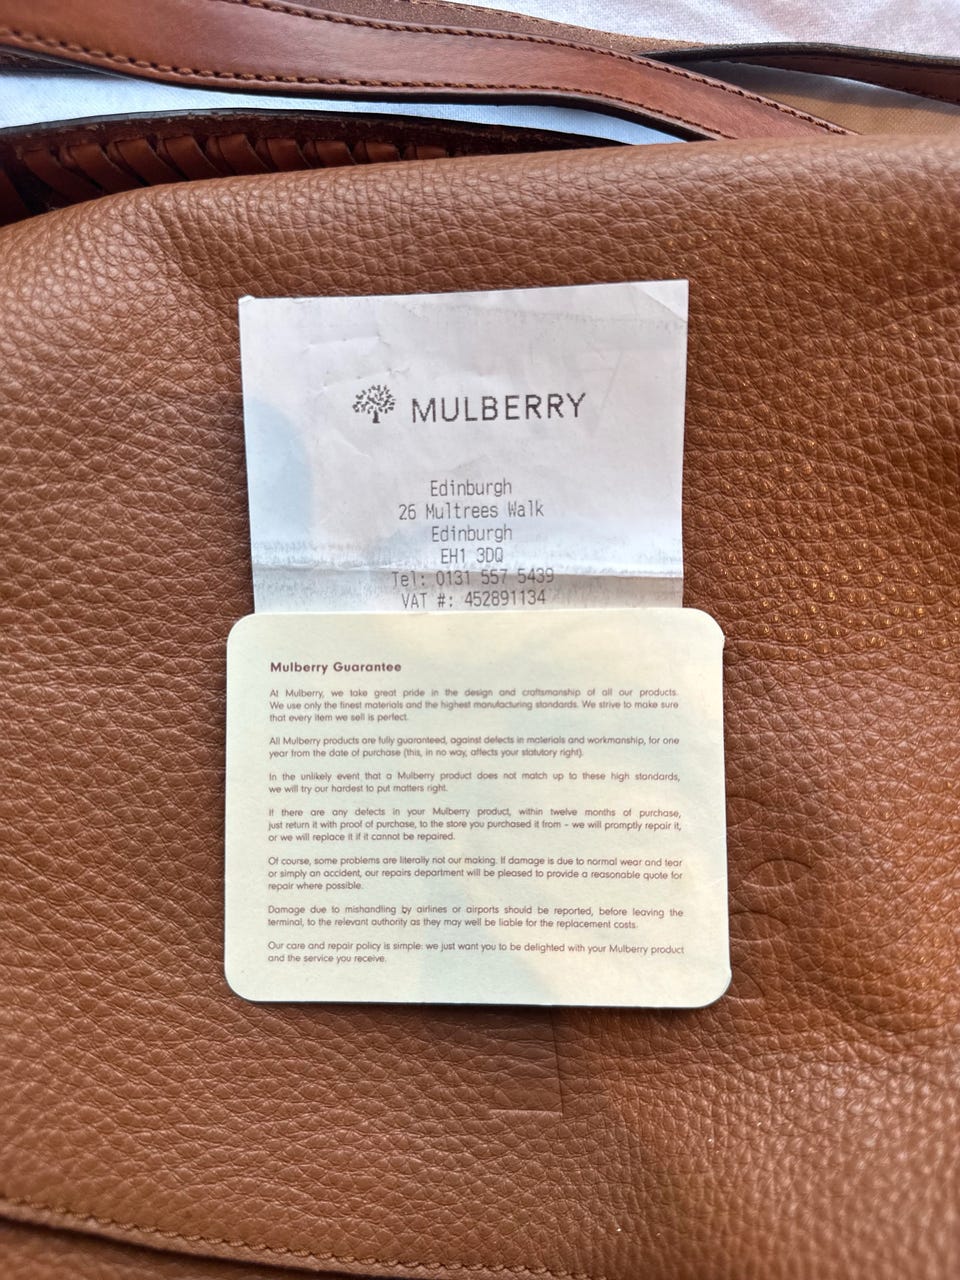 MULBERRY
Edinburgh
26 Multrees Walk
Edinburgh
EH1 3DQ
Tel: 0131 557 5439
VAT #: 452891134
Mulberry Guarantee
At Mulberry, we take great pride in the design and craftsmanship of all our products.
We use only the finest materials and the highest manufacturing standards. We strive to make sure
that every item we sell is perfect.
All Mulberry products are fully guaranteed, against defects in materials and workmanship, for one
year from the date of purchase (this, in no way, affects your statutory right).
In the unlikely event that a Mulberry product does not match up to these high standards,
we will try our hardest to put matters right.
If there are any defects in your Mulberry product, within twelve months of purchase,
just return it with proof of purchase, to the store you purchased it from – we will promptly repair it,
or we will replace it if it cannot be repaired.
Of course, some problems are literally not our making. If damage is due to normal wear and tear
or simply an accident, our repairs department will be pleased to provide a reasonable quote for
repair where possible.
Damage due to mishandling by airlines or airports should be reported, before leaving the
terminal, to the relevant authority as they may well be liable for the replacement costs.
Our care and repair policy is simple: we just want you to be delighted with your Mulberry product
and the service you receive.